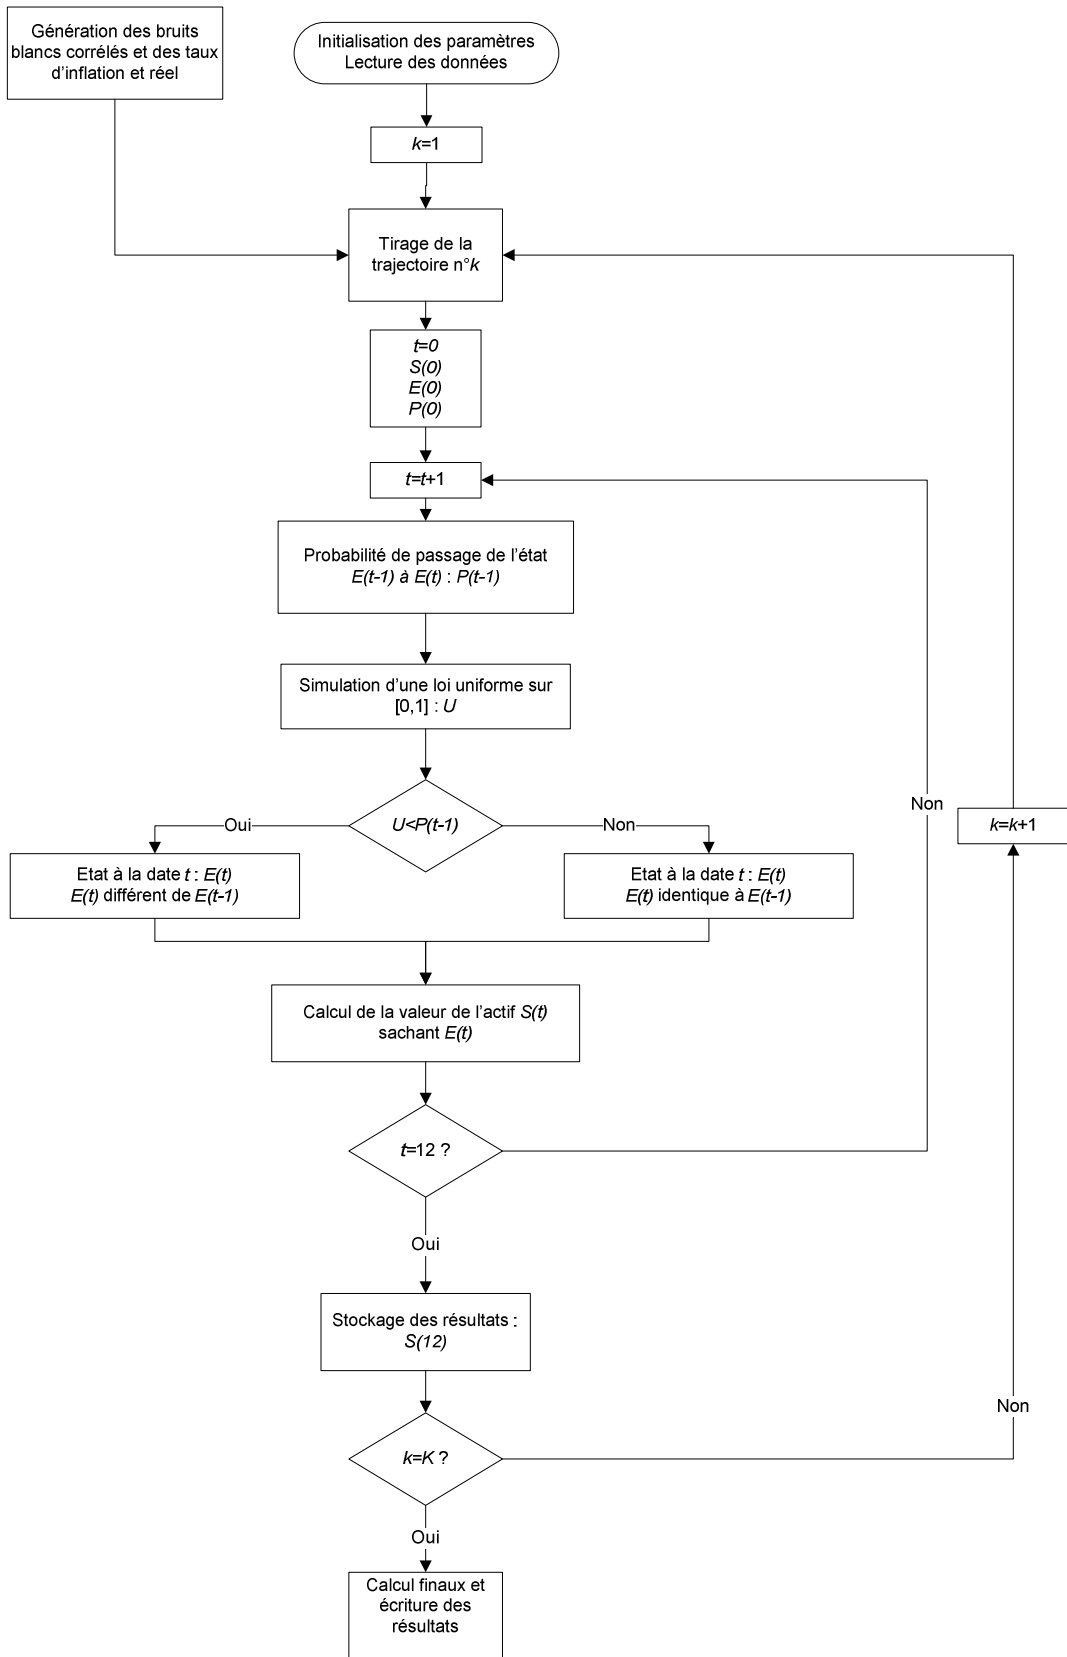 Génération des bruits
blancs corrélés et des taux
d’inflation et réel
Initialisation des paramètres
Lecture des données
k=1
Tirage de la
trajectoire n°k
t=0
S(0)
E(0)
P(0)
t=t+1
Probabilité de passage de l’état
E(t-1) à E(t) : P(t-1)
Simulation d’une loi uniforme sur
[0,1] : U
U<P(t-1)
Oui
Non
Non
k=k+1
Etat à la date t : E(t)
E(t) différent de E(t-1)
Etat à la date t : E(t)
E(t) identique à E(t-1)
Calcul de la valeur de l’actif S(t)
sachant E(t)
t=12 ?
Oui
Stockage des résultats :
S(12)
Non
k=K ?
Oui
Calcul finaux et
écriture des
résultats